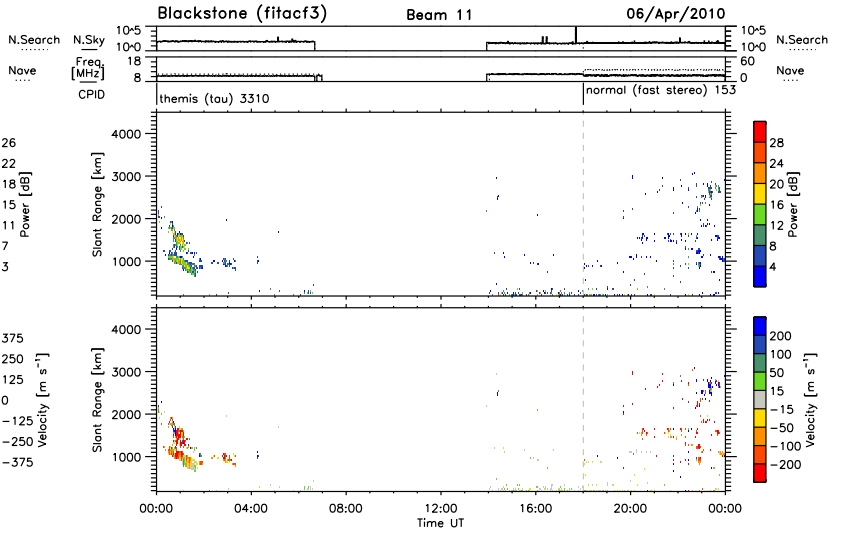 Blackstone (fitacf3)
Beam 11
06/Apr/2010
N.Search
N.Sky
10^5
10^0
10^5
10^0
N.Search
Nave
Freq.
[MHz]
18
8
60
0
Nave
CPID
themis (tau) 3310
normal (fast stereo) 153
26
22
18
15
11
7
3
Power [dB]
Slant Range [km]
4000
3000
2000
1000
28
24
20
16
12
8
4
Power [dB]
375
250
125
0
−125
−250
−375
Velocity [m s⁻¹]
Slant Range [km]
4000
3000
2000
1000
200
100
50
15
−15
−50
−100
−200
Velocity [m s⁻¹]
00:00
04:00
08:00
12:00
16:00
20:00
00:00
Time UT